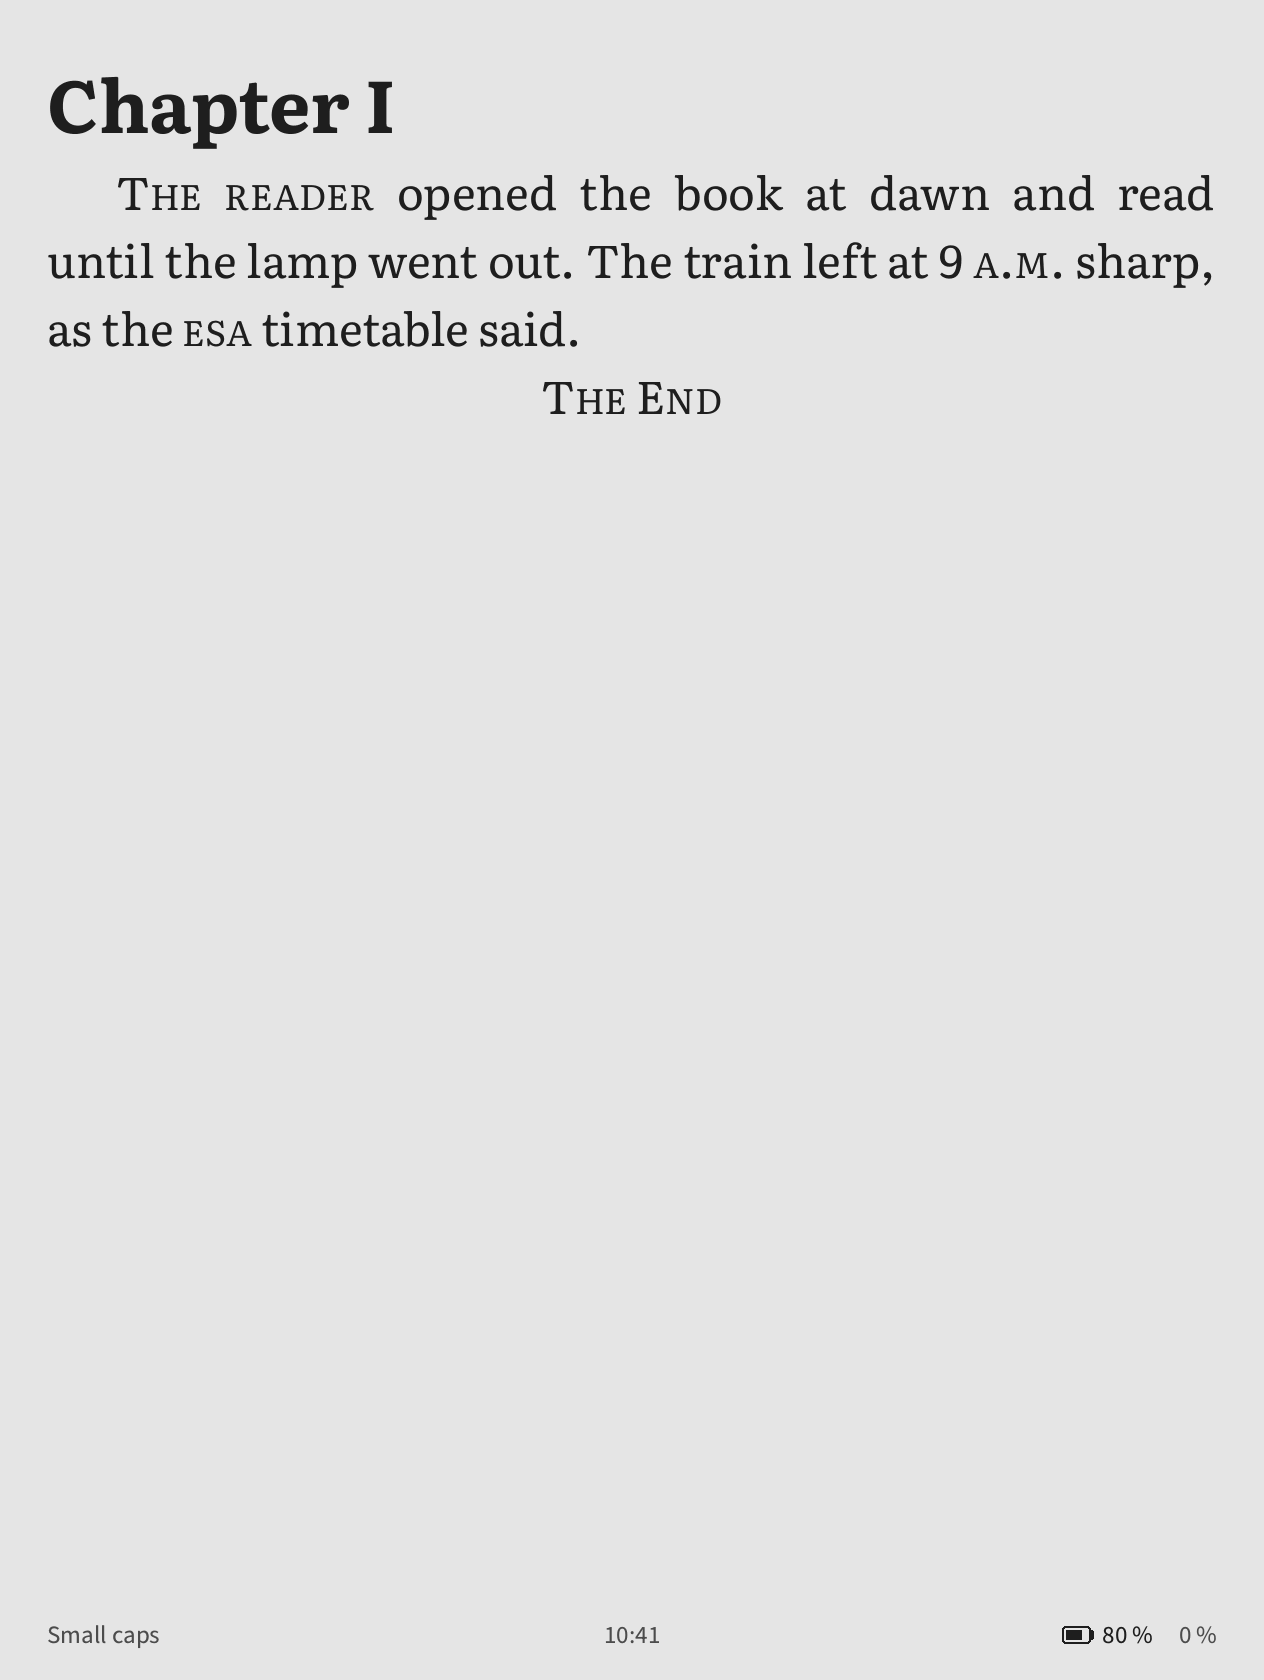 Chapter I
The reader opened the book at dawn and read
until the lamp went out. The train left at 9 a.m. sharp,
as the esa timetable said.
The End
Small caps
10:41
80 %
0 %